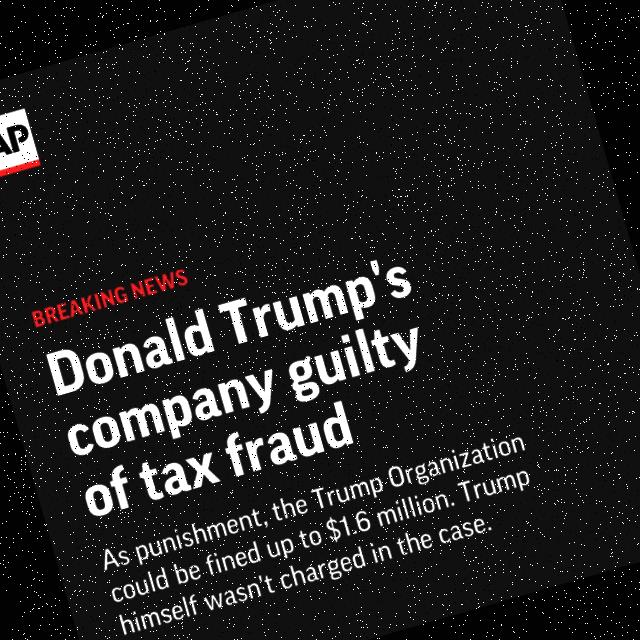 AP
BREAKING NEWS
Donald Trump's
company guilty
of tax fraud
As punishment, the Trump Organization
could be fined up to $1.6 million. Trump
himself wasn't charged in the case.